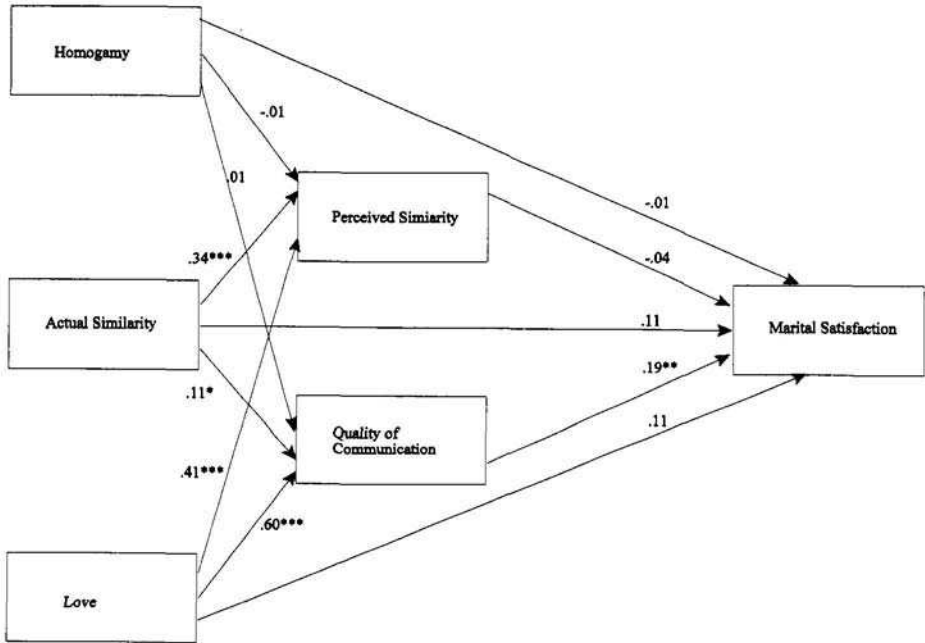 Homogamy
-.01
.01
Perceived Simiarity
-.01
-.04
.34***
Actual Similarity
.11
Marital Satisfaction
.11*
.19**
Quality of
Communication
.11
.41***
.60***
Love